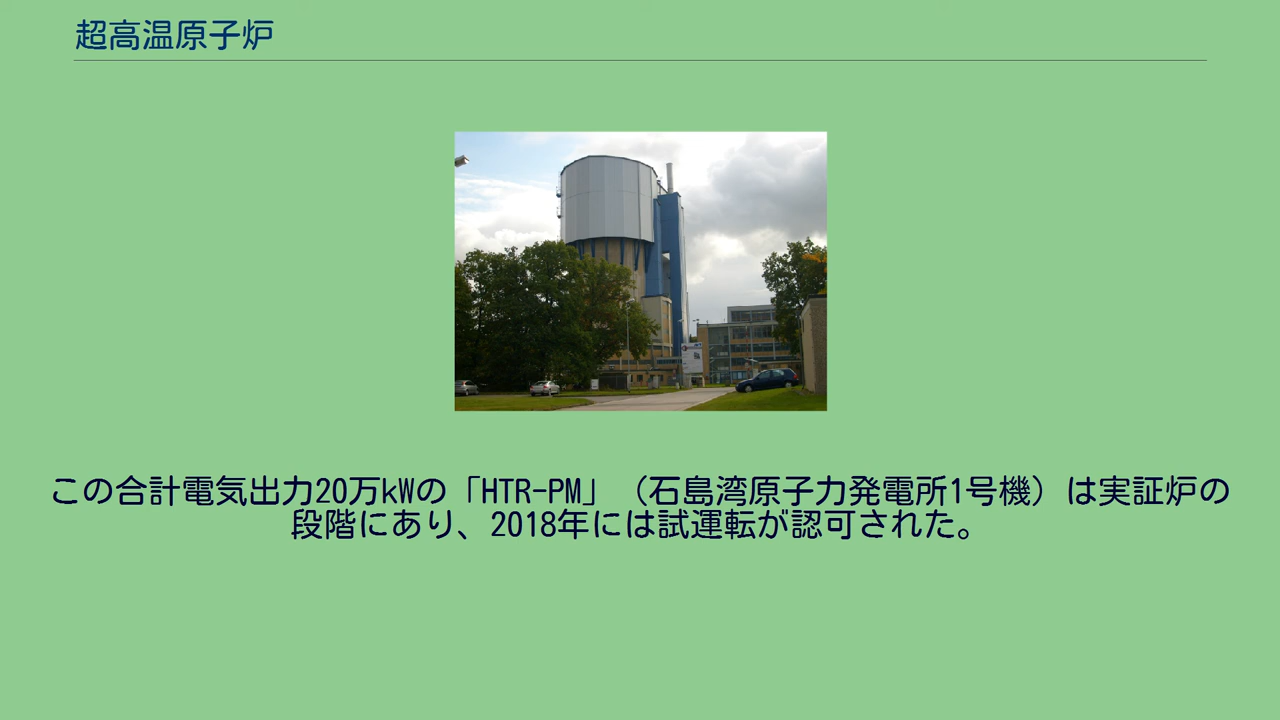 超高温原子炉
この合計電気出力20万kWの「HTR-PM」（石島湾原子力発電所1号機）は実証炉の
段階にあり、2018年には試運転が認可された。